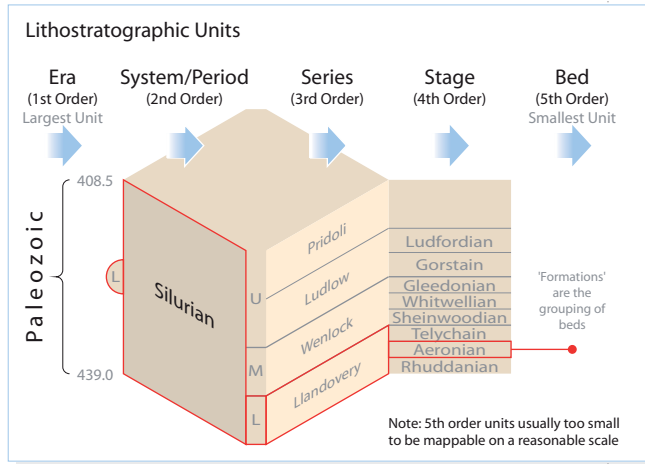 Lithostratographic Units
Era
(1st Order)
Largest Unit
System/Period
(2nd Order)
Series
(3rd Order)
Stage
(4th Order)
Bed
(5th Order)
Smallest Unit
408.5
439.0
Paleozoic
L
Silurian
U
M
L
Pridoli
Ludlow
Wenlock
Llandovery
Ludfordian
Gorstain
Gleedonian
Whitwellian
Sheinwoodian
Telychain
Aeronian
Rhuddanian
'Formations'
are the
grouping of
beds
Note: 5th order units usually too small
to be mappable on a reasonable scale